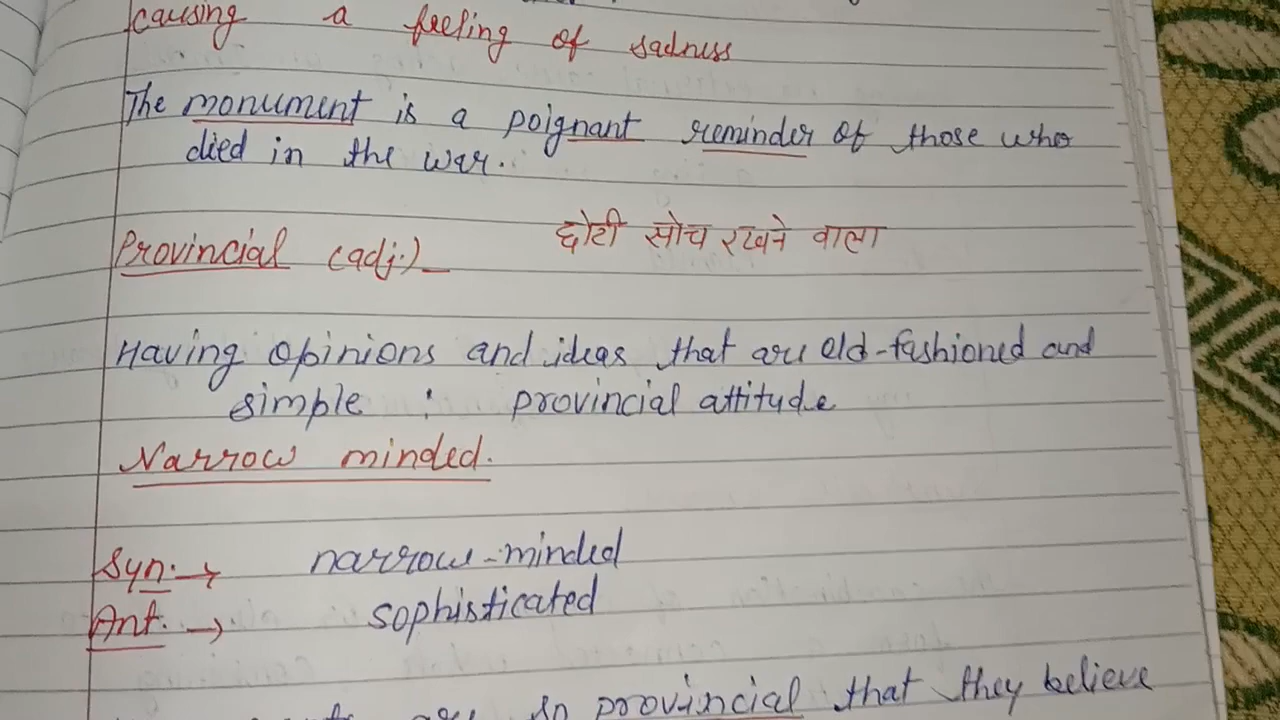 causing a feeling of sadness
The monument is a poignant reminder of those who
died in the war.
Provincial (adj.) छोटी सोच रखने वाला
Having opinions and ideas that are old-fashioned and
simple : provincial attitude
Narrow minded.
Syn. → narrow-minded
Ant. → sophisticated
so provincial that they believe